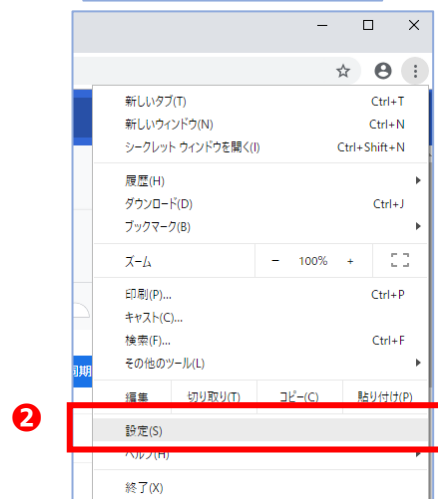 新しいタブ(T) Ctrl+T
新しいウィンドウ(N) Ctrl+N
シークレット ウィンドウを開く(I) Ctrl+Shift+N
履歴(H)
ダウンロード(D) Ctrl+J
ブックマーク(B)
ズーム - 100% +
印刷(P)... Ctrl+P
キャスト(C)...
検索(F)... Ctrl+F
その他のツール(L)
同期
編集 切り取り(T) コピー(C) 貼り付け(P)
❷
設定(S)
ヘルプ(H)
終了(X)